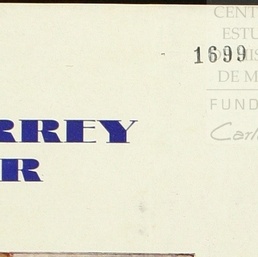 CENT
ESTU
1699
DE M
FUND
Carl
RREY
R